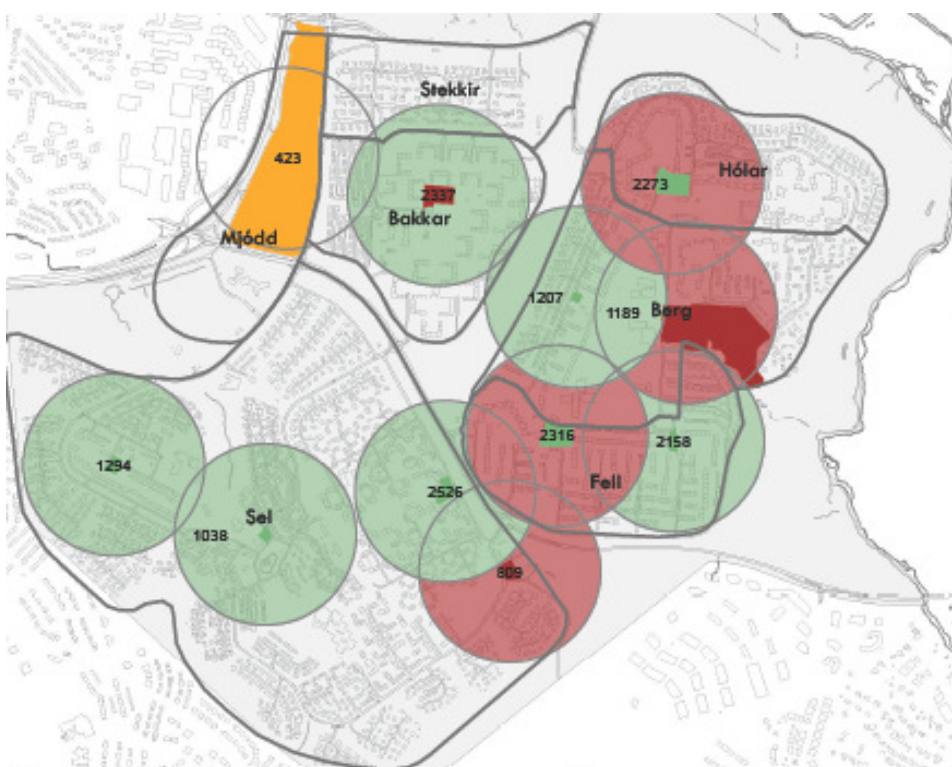 Stekkir
423
2273
Hólar
2337
Bakkar
Mjódd
1207
1189
Berg
2316
2158
1294
2526
Fell
Sel
1038
809